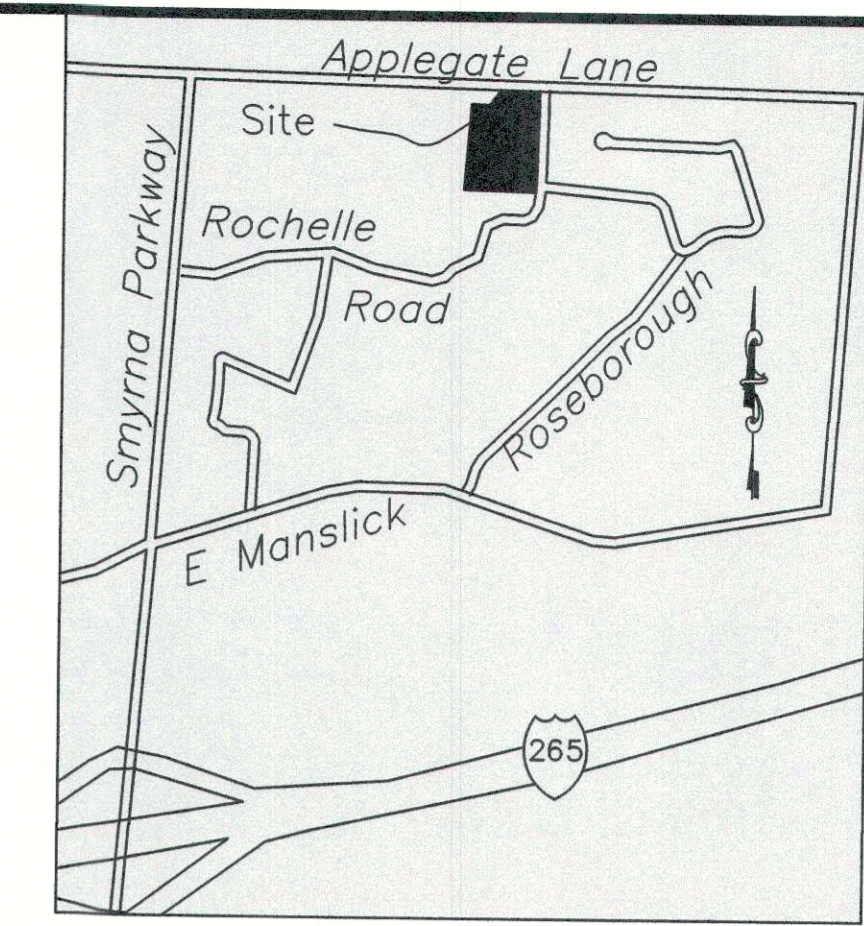 Applegate Lane
Site
Smyrna Parkway
Rochelle
Road
Roseborough
E Manslick
265